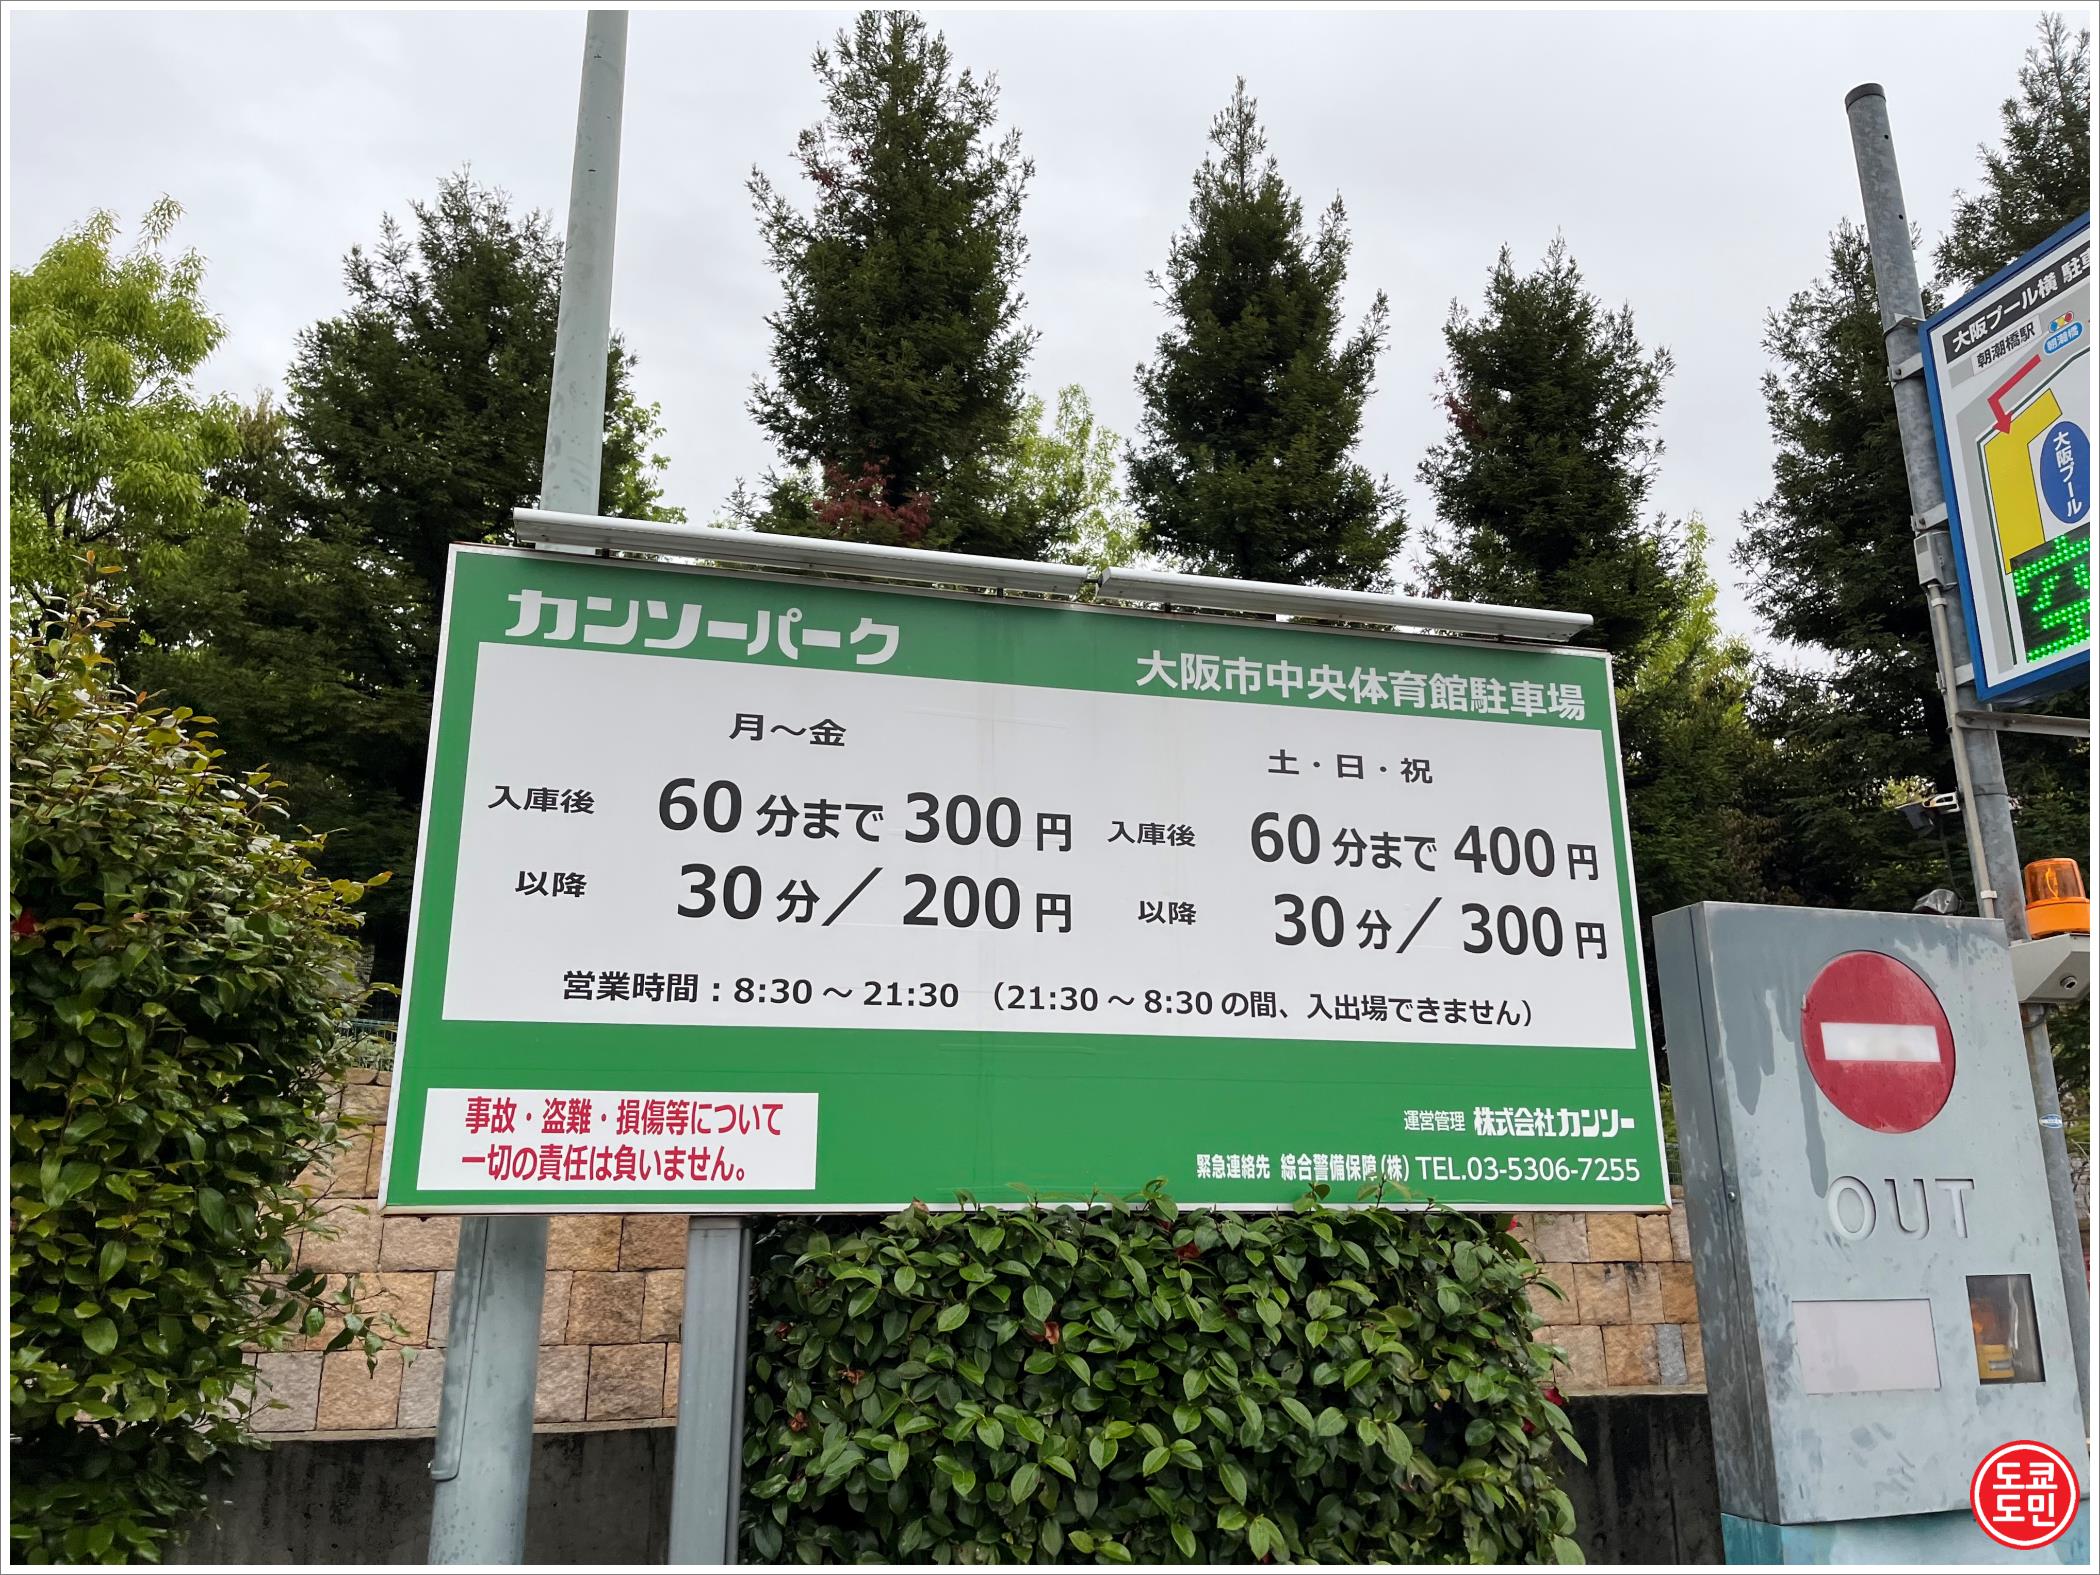 カンソーパーク
大阪市中央体育館駐車場
月～金
入庫後 60分まで 300円
以降 30分／200円
土・日・祝
入庫後 60分まで 400円
以降 30分／300円
営業時間：8:30～21:30 （21:30～8:30の間、入出場できません）
事故・盗難・損傷等について
一切の責任は負いません。
運営管理 株式会社カンソー
緊急連絡先 綜合警備保障(株) TEL.03-5306-7255
大阪プール横 駐車
朝潮橋駅
朝潮橋
大阪プール
空
OUT
도쿄
도민